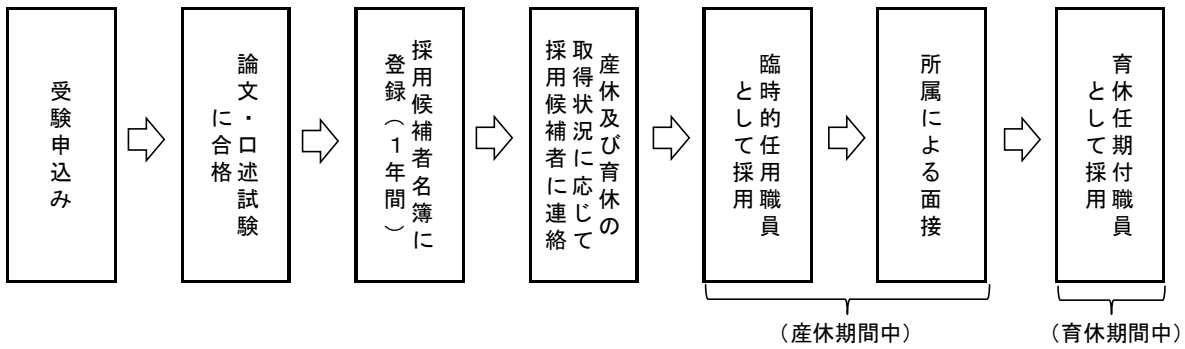 受験申込み
論文・口述試験
に合格
採用候補者名簿に
登録（１年間）
産休及び育休の
取得状況に応じて
採用候補者に連絡
臨時的任用職員
として採用
所属による面接
育休任期付職員
として採用
（産休期間中）
（育休期間中）